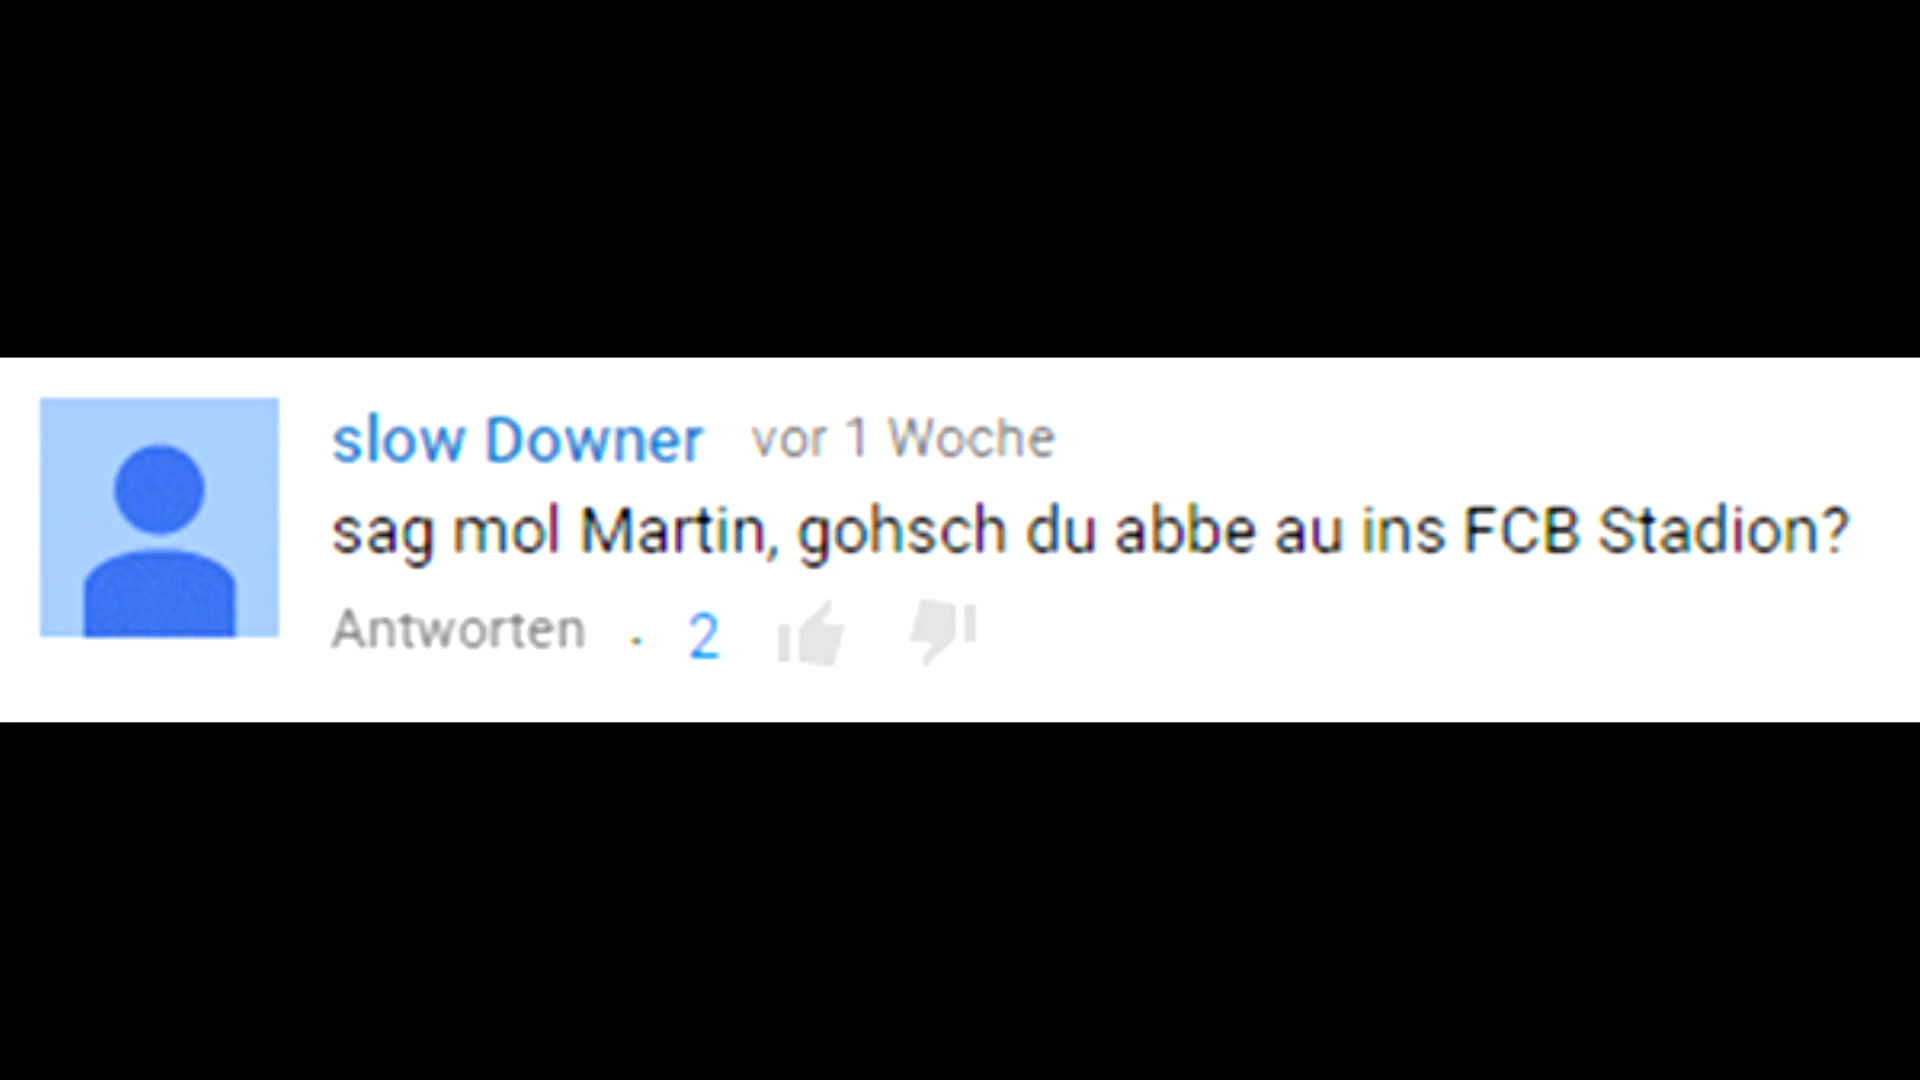 slow Downer vor 1 Woche
sag mol Martin, gohsch du abbe au ins FCB Stadion?
Antworten · 2